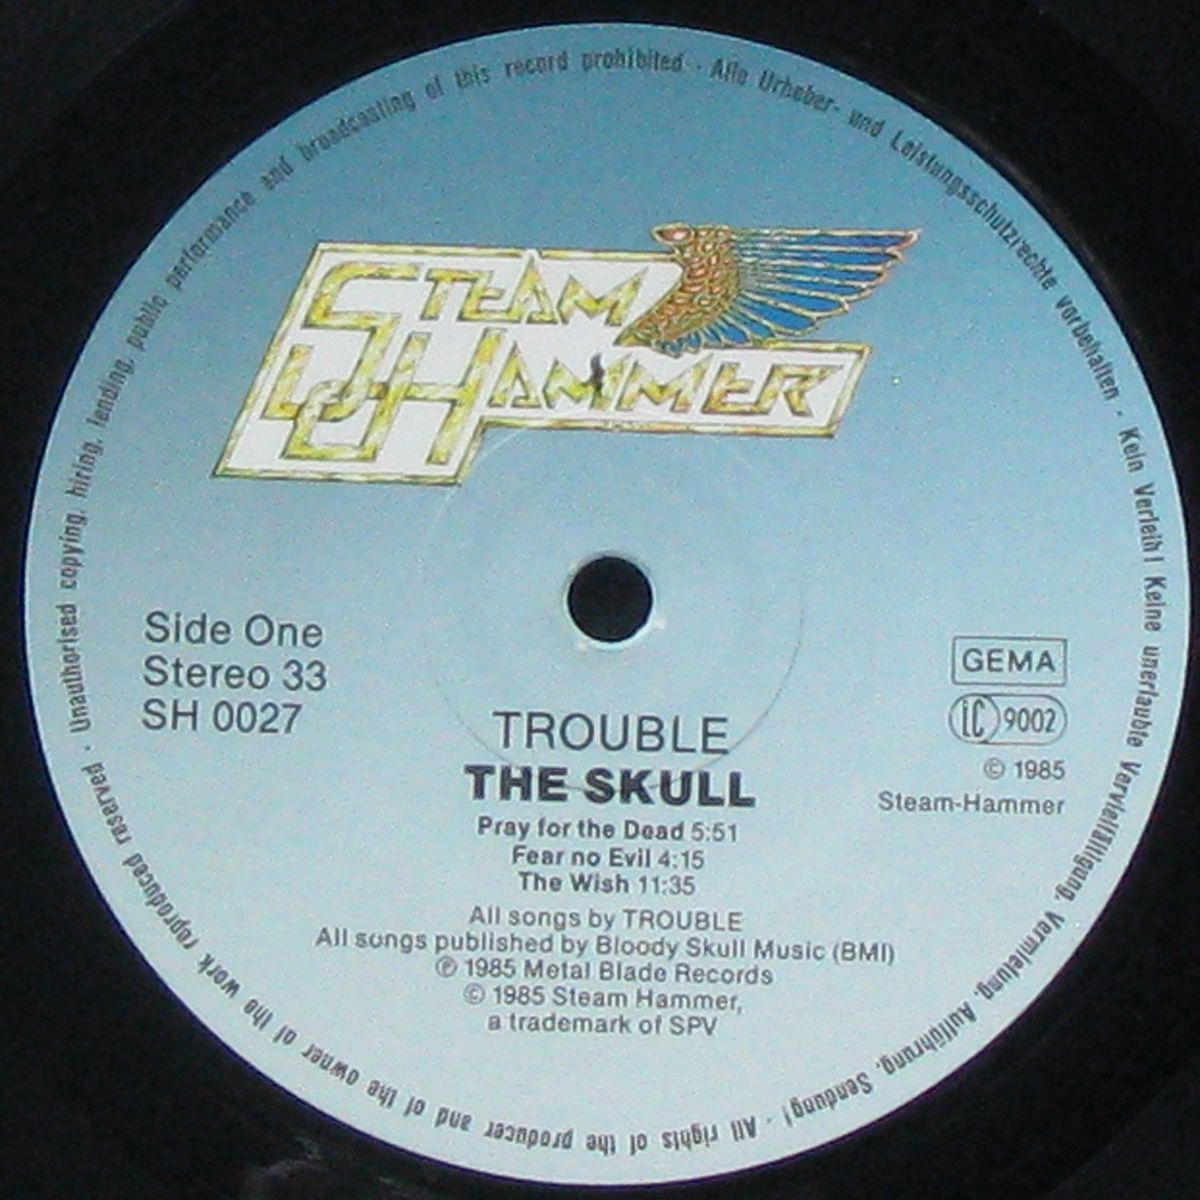 STEAM
HAMMER
Side One
Stereo 33
SH 0027
GEMA
LC 9002
© 1985
Steam-Hammer
TROUBLE
THE SKULL
Pray for the Dead 5:51
Fear no Evil 4:15
The Wish 11:35
All songs by TROUBLE
All songs published by Bloody Skull Music (BMI)
℗ 1985 Metal Blade Records
© 1985 Steam Hammer,
a trademark of SPV
All rights of the producer and of the owner of the work reproduced reserved · Unauthorised copying, hiring, lending, public performance and broadcasting of this record prohibited · Alle Urheber- und Leistungsschutzrechte vorbehalten · Kein Verleih! Keine unerlaubte Vervielfältigung, Vermietung, Aufführung, Sendung! ·